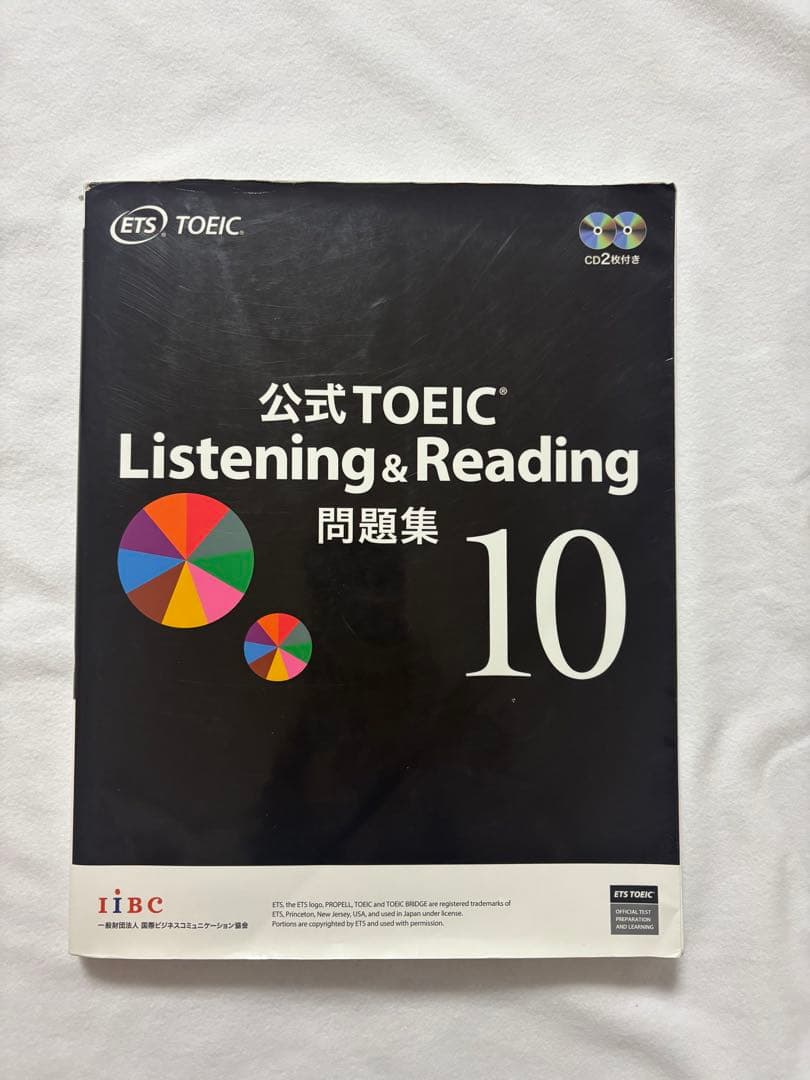 ETS® TOEIC®
CD2枚付き
公式TOEIC®
Listening & Reading
問題集
10
IIBC
一般財団法人 国際ビジネスコミュニケーション協会
ETS, the ETS logo, PROPELL, TOEIC and TOEIC BRIDGE are registered trademarks of
ETS, Princeton, New Jersey, USA, and used in Japan under license.
Portions are copyrighted by ETS and used with permission.
ETS TOEIC®
OFFICIAL TEST
PREPARATION
AND LEARNING